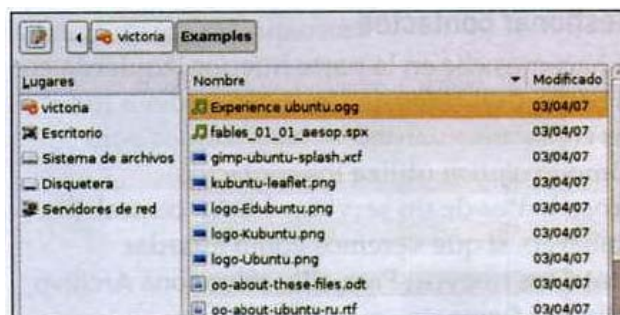 victoria Examples
Lugares Nombre Modificado
victoria Experience ubuntu.ogg 03/04/07
Escritorio fables_01_01_aesop.spx 03/04/07
Sistema de archivos gimp-ubuntu-splash.xcf 03/04/07
Disquetera kubuntu-leaflet.png 03/04/07
Servidores de red logo-Edubuntu.png 03/04/07
logo-Kubuntu.png 03/04/07
logo-Ubuntu.png 03/04/07
oo-about-these-files.odt 03/04/07
oo-about-ubuntu-ru.rtf 03/04/07